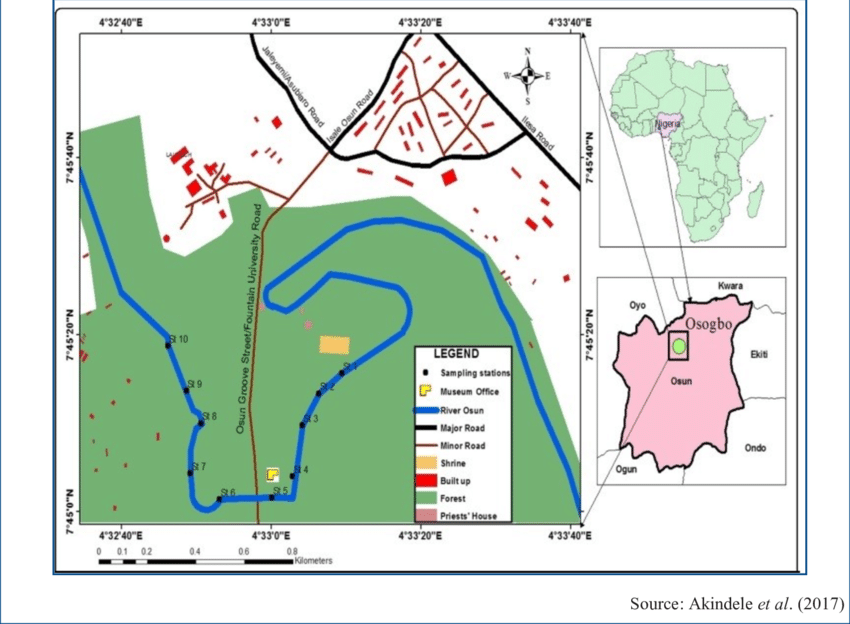 4°32'40"E
4°33'0"E
4°33'20"E
4°33'40"E
Jaleyemi/Asubiaro Road
Isale Osun Road
Ilesa Road
N
W
E
S
7°45'40"N
7°45'40"N
Osun Groove Street/Fountain University Road
7°45'20"N
7°45'20"N
St 10
St 9
St 8
St 7
St 6
St 5
St 4
St 3
St 2
St 1
7°45'0"N
7°45'0"N
LEGEND
Sampling stations
Museum Office
River Osun
Major Road
Minor Road
Shrine
Built up
Forest
Priests' House
4°32'40"E
4°33'0"E
4°33'20"E
4°33'40"E
0 0.1 0.2 0.4 0.6 0.8
Kilometers
Nigeria
Kwara
Oyo
Osogbo
Ekiti
Osun
Ondo
Ogun
Source: Akindele et al. (2017)